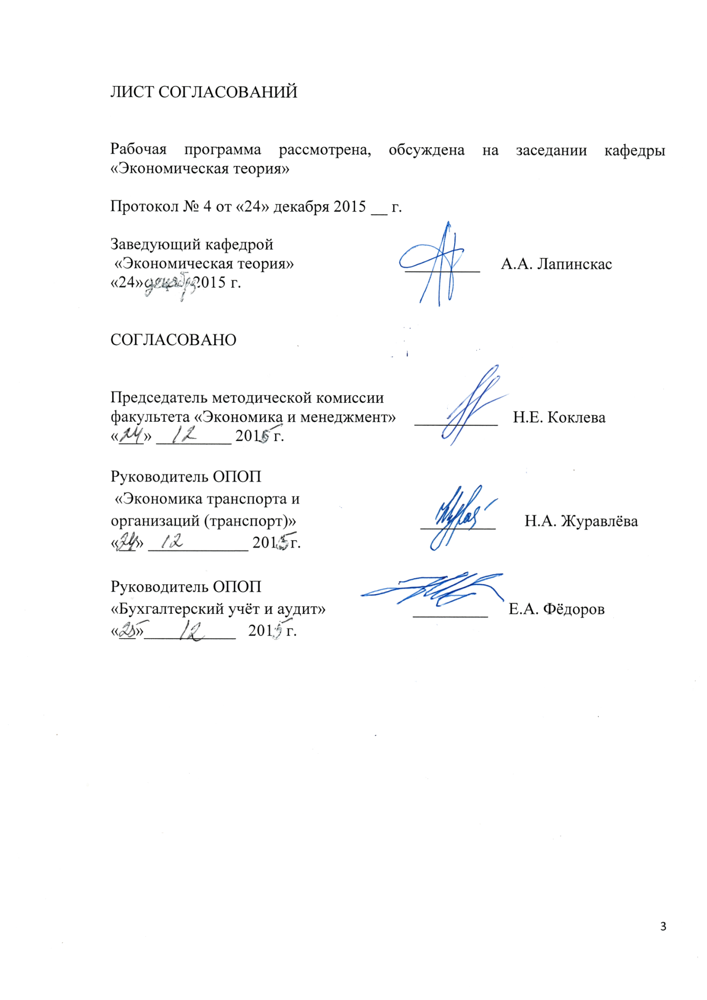 ЛИСТ СОГЛАСОВАНИЙ
Рабочая программа рассмотрена, обсуждена на заседании кафедры
«Экономическая теория»
Протокол № 4 от «24» декабря 2015 __ г.
Заведующий кафедрой
«Экономическая теория» _________ А.А. Лапинскас
«24» декабря 2015 г.
СОГЛАСОВАНО
Председатель методической комиссии
факультета «Экономика и менеджмент» __________ Н.Е. Коклева
«24» 12 2015 г.
Руководитель ОПОП
«Экономика транспорта и
организаций (транспорт)» _________ Н.А. Журавлёва
«24» 12 2015 г.
Руководитель ОПОП
«Бухгалтерский учёт и аудит» _________ Е.А. Фёдоров
«25» 12 2015 г.
3